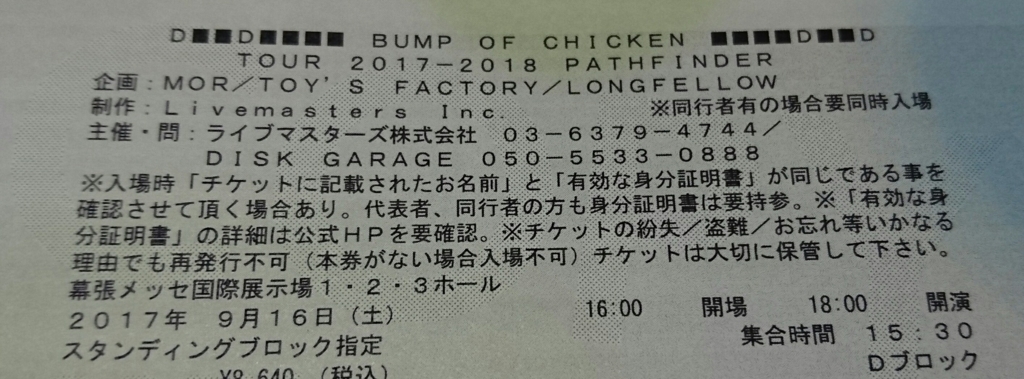 D■■D■■■■ BUMP OF CHICKEN ■■■■D■■D
TOUR 2017-2018 PATHFINDER
企画：MOR/TOY'S FACTORY/LONGFELLOW
制作：Livemasters Inc. ※同行者有の場合要同時入場
主催・問：ライブマスターズ株式会社 03-6379-4744/
DISK GARAGE 050-5533-0888
※入場時「チケットに記載されたお名前」と「有効な身分証明書」が同じである事を
確認させて頂く場合あり。代表者、同行者の方も身分証明書は要持参。※「有効な身
分証明書」の詳細は公式HPを要確認。※チケットの紛失/盗難/お忘れ等いかなる
理由でも再発行不可（本券がない場合入場不可）チケットは大切に保管して下さい。
幕張メッセ国際展示場1・2・3ホール
2017年 9月16日（土） 16:00 開場 18:00 開演
スタンディングブロック指定 集合時間 15:30
¥8,640（税込） Dブロック